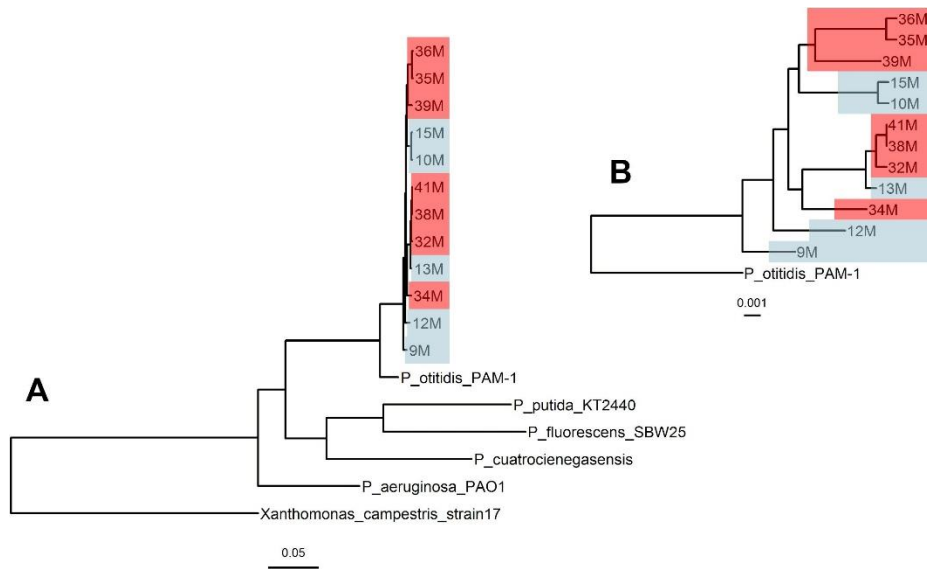 36M
35M
39M
15M
10M
41M
38M
32M
13M
34M
12M
9M
P_otitidis_PAM-1
P_putida_KT2440
P_fluorescens_SBW25
P_cuatrocienegasensis
P_aeruginosa_PAO1
Xanthomonas_campestris_strain17
A
0.05
36M
35M
39M
15M
10M
41M
38M
32M
13M
34M
12M
9M
P_otitidis_PAM-1
B
0.001